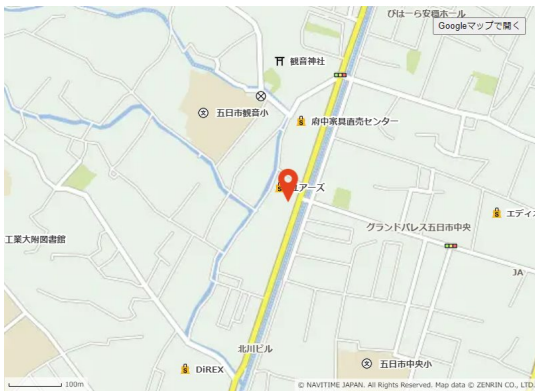 びはーら安穏ホール
Googleマップで開く
観音神社
五日市観音小
府中家具直売センター
ユアーズ
グランドパレス五日市中央
エディオ
工業大附図書館
JA
北川ビル
DiREX
五日市中央小
100m
© NAVITIME JAPAN. All Rights Reserved. Map data © ZENRIN CO., LTD.